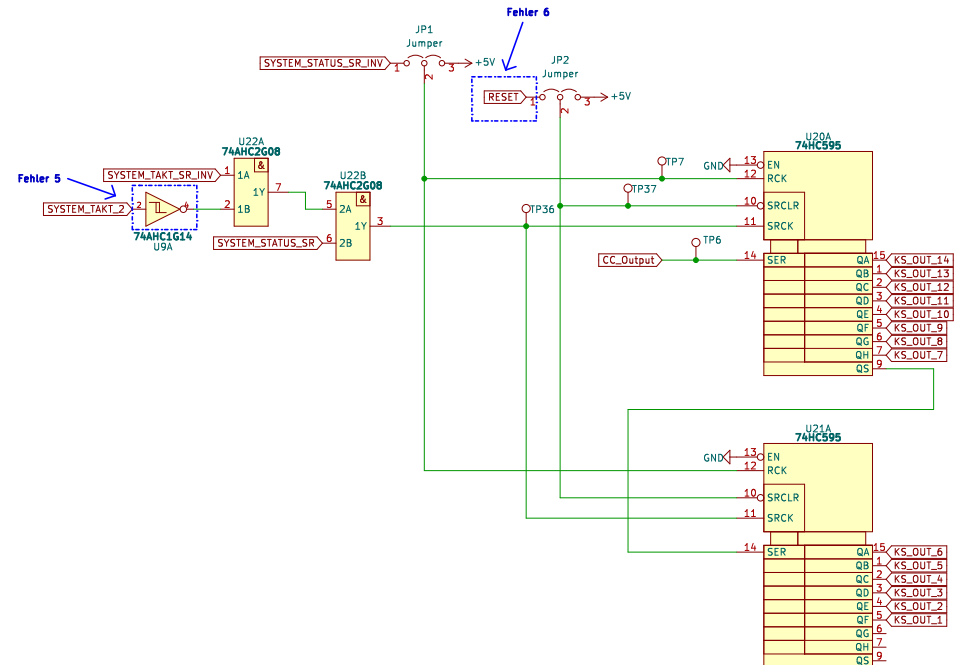 Fehler 6
JP1
Jumper
SYSTEM_STATUS_SR_INV
1
2
3
+5V
JP2
Jumper
RESET
1
2
3
+5V
Fehler 5
U22A
74AHC2G08
&
SYSTEM_TAKT_SR_INV
1
1A
1Y
7
SYSTEM_TAKT_2
2
4
2
1B
74AHC1G14
U9A
U22B
74AHC2G08
&
5
2A
1Y
3
SYSTEM_STATUS_SR
6
2B
TP7
TP37
TP36
TP6
CC_Output
U20A
74HC595
GND
13
EN
12
RCK
10
SRCLR
11
SRCK
14
SER
QA
15
KS_OUT_14
QB
1
KS_OUT_13
QC
2
KS_OUT_12
QD
3
KS_OUT_11
QE
4
KS_OUT_10
QF
5
KS_OUT_9
QG
6
KS_OUT_8
QH
7
KS_OUT_7
QS
9
U21A
74HC595
GND
13
EN
12
RCK
10
SRCLR
11
SRCK
14
SER
QA
15
KS_OUT_6
QB
1
KS_OUT_5
QC
2
KS_OUT_4
QD
3
KS_OUT_3
QE
4
KS_OUT_2
QF
5
KS_OUT_1
QG
6
QH
7
QS
9